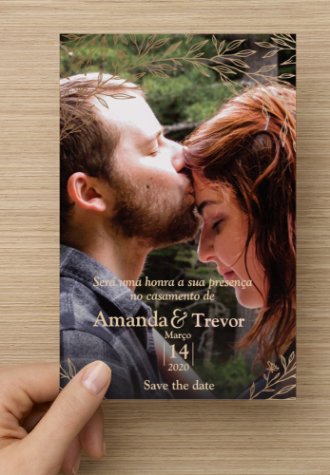 Será uma honra a sua presença
no casamento de
Amanda & Trevor
Março
14
2020
Save the date